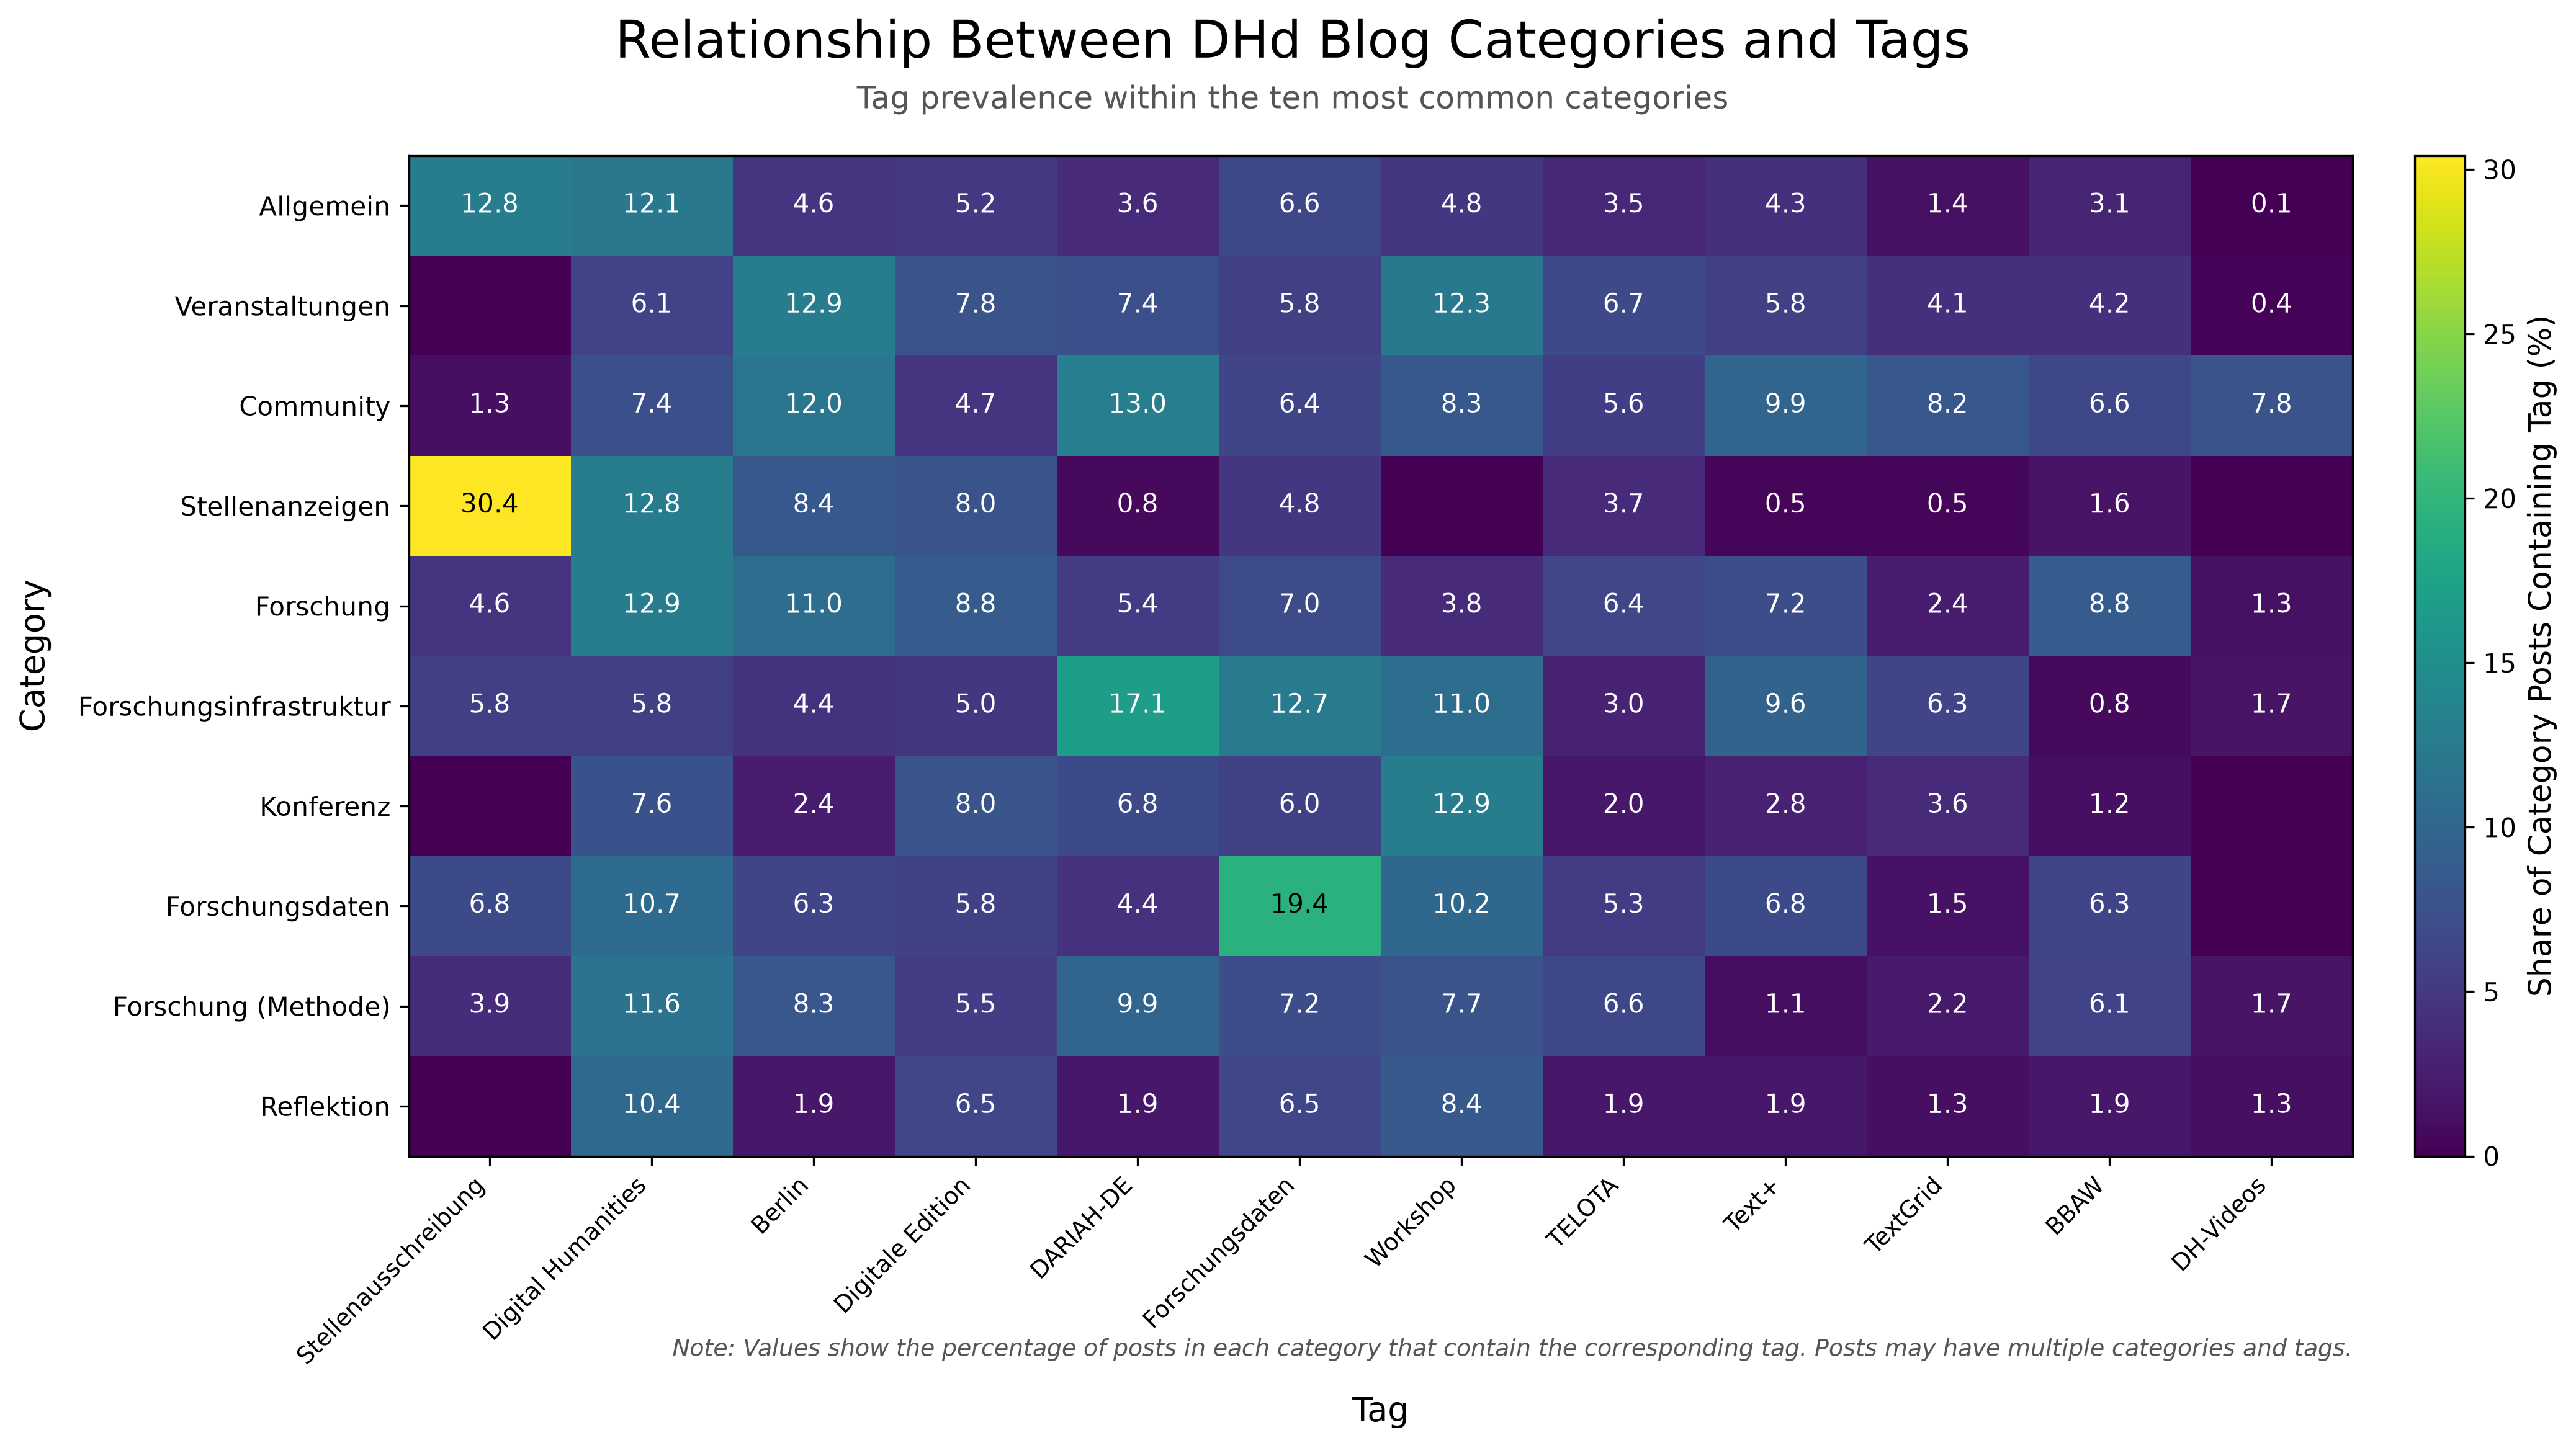 Relationship Between DHd Blog Categories and Tags
Tag prevalence within the ten most common categories
Category
Allgemein 12.8 12.1 4.6 5.2 3.6 6.6 4.8 3.5 4.3 1.4 3.1 0.1
Veranstaltungen 6.1 12.9 7.8 7.4 5.8 12.3 6.7 5.8 4.1 4.2 0.4
Community 1.3 7.4 12.0 4.7 13.0 6.4 8.3 5.6 9.9 8.2 6.6 7.8
Stellenanzeigen 30.4 12.8 8.4 8.0 0.8 4.8 3.7 0.5 0.5 1.6
Forschung 4.6 12.9 11.0 8.8 5.4 7.0 3.8 6.4 7.2 2.4 8.8 1.3
Forschungsinfrastruktur 5.8 5.8 4.4 5.0 17.1 12.7 11.0 3.0 9.6 6.3 0.8 1.7
Konferenz 7.6 2.4 8.0 6.8 6.0 12.9 2.0 2.8 3.6 1.2
Forschungsdaten 6.8 10.7 6.3 5.8 4.4 19.4 10.2 5.3 6.8 1.5 6.3
Forschung (Methode) 3.9 11.6 8.3 5.5 9.9 7.2 7.7 6.6 1.1 2.2 6.1 1.7
Reflektion 10.4 1.9 6.5 1.9 6.5 8.4 1.9 1.9 1.3 1.9 1.3
Stellenausschreibung
Digital Humanities
Berlin
Digitale Edition
DARIAH-DE
Forschungsdaten
Workshop
TELOTA
Text+
TextGrid
BBAW
DH-Videos
Note: Values show the percentage of posts in each category that contain the corresponding tag. Posts may have multiple categories and tags.
Tag
30
25
20
15
10
5
0
Share of Category Posts Containing Tag (%)